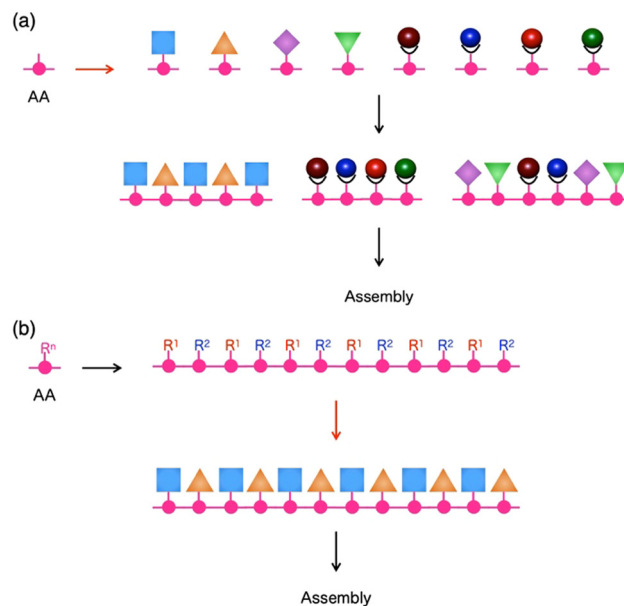 (a)
AA
Assembly
(b)
Rⁿ
AA
R¹ R² R¹ R² R¹ R² R¹ R² R¹ R² R¹ R²
Assembly